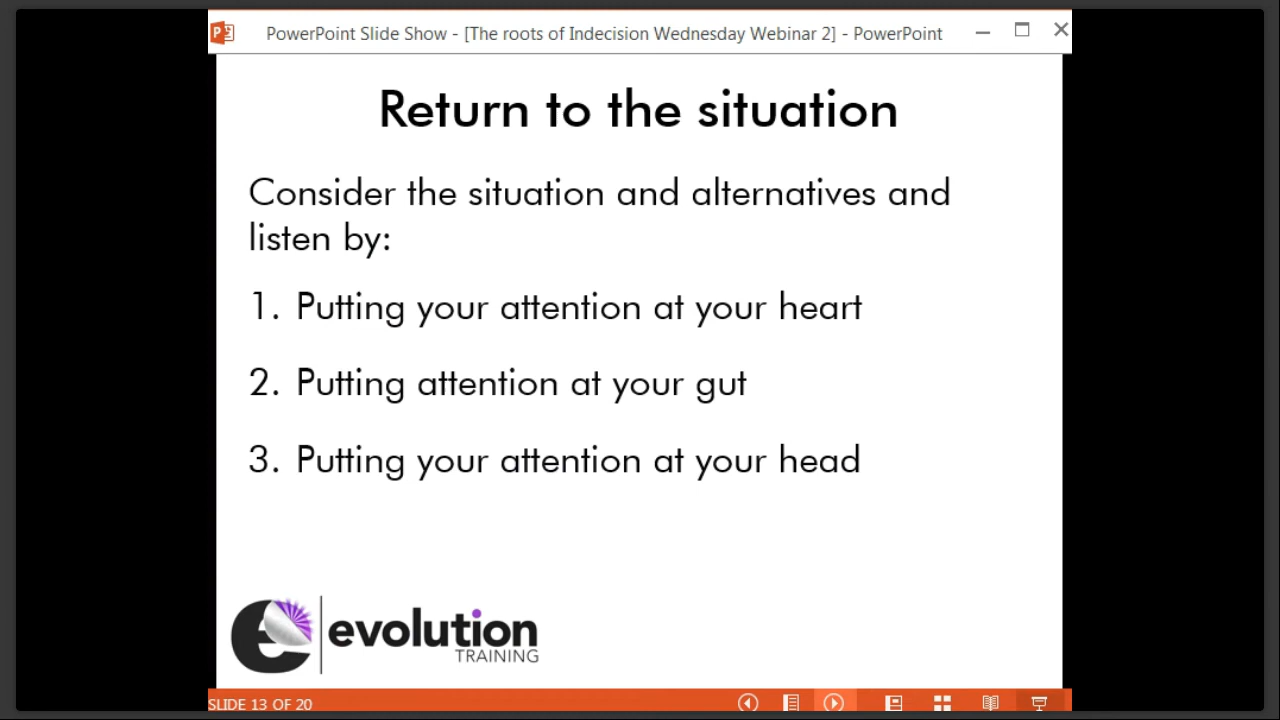 PowerPoint Slide Show - [The roots of Indecision Wednesday Webinar 2] - PowerPoint
Return to the situation
Consider the situation and alternatives and
listen by:
1. Putting your attention at your heart
2. Putting attention at your gut
3. Putting your attention at your head
e evolution
TRAINING
SLIDE 13 OF 20